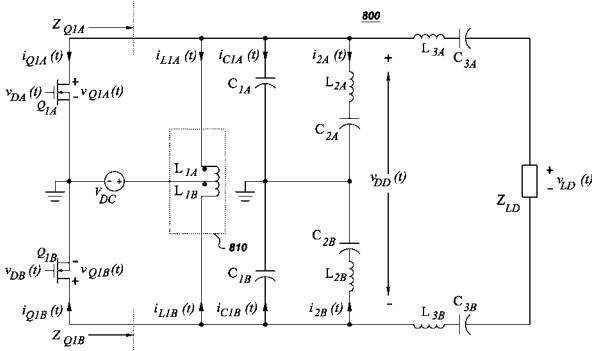 Z_Q1A
800
i_Q1A(t)
i_L1A(t)
i_C1A(t)
i_2A(t)
L_3A
C_3A
+
C_1A
L_2A
v_DA(t)
+
-
v_Q1A(t)
Q_1A
C_2A
L_1A
- +
V_DC
L_1B
v_DD(t)
Z_LD
+
-
v_LD(t)
Q_1B
810
C_2B
v_DB(t)
-
+
v_Q1B(t)
C_1B
L_2B
-
i_Q1B(t)
i_L1B(t)
i_C1B(t)
i_2B(t)
L_3B
C_3B
Z_Q1B